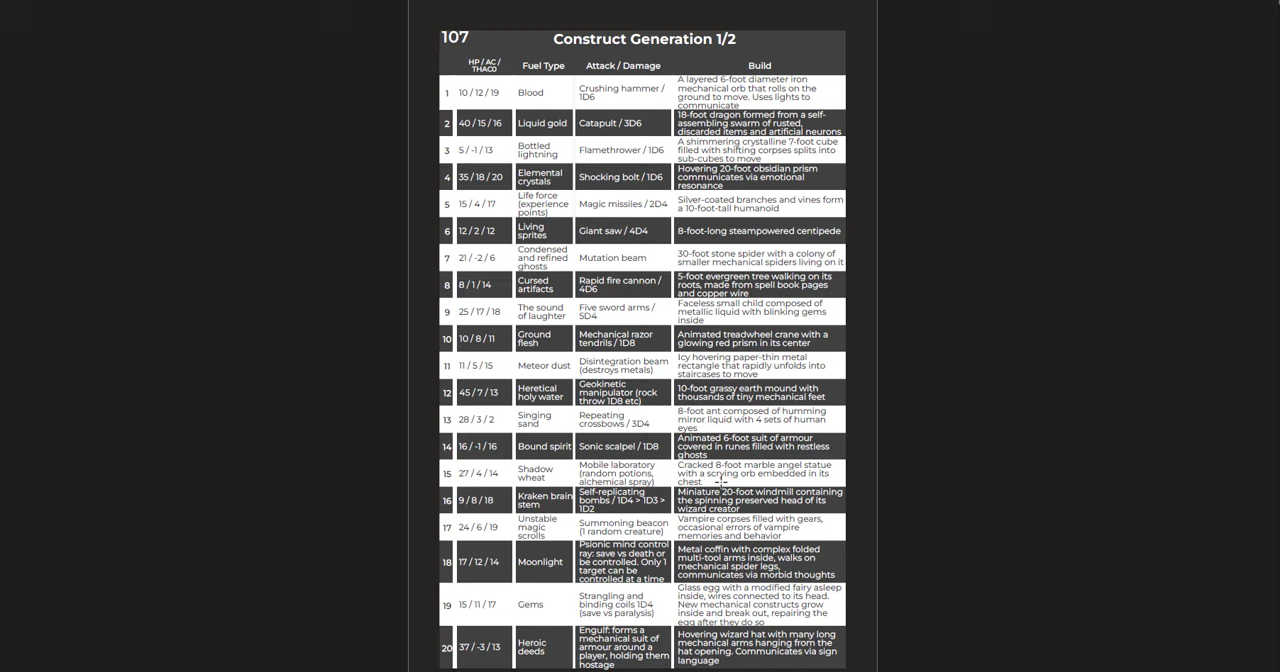 107
Construct Generation 1/2
HP / AC /
THAC0
Fuel Type
Attack / Damage
Build
1
10 / 12 / 19
Blood
Crushing hammer /
1D6
A layered 6-foot diameter iron
mechanical orb that rolls on the
ground to move. Uses lights to
communicate
2
40 / 15 / 16
Liquid gold
Catapult / 3D6
18-foot dragon formed from a self-
assembling swarm of rusted,
discarded items and artificial neurons
3
5 / -1 / 13
Bottled
lightning
Flamethrower / 1D6
A shimmering crystalline 7-foot cube
filled with shifting corpses splits into
sub-cubes to move
4
35 / 18 / 20
Elemental
crystals
Shocking bolt / 1D6
Hovering 20-foot obsidian prism
communicates via emotional
resonance
5
15 / 4 / 17
Life force
(experience
points)
Magic missiles / 2D4
Silver-coated branches and vines form
a 10-foot-tall humanoid
6
12 / 2 / 12
Living
sprites
Giant saw / 4D4
8-foot-long steampowered centipede
7
21 / -2 / 6
Condensed
and refined
ghosts
Mutation beam
30-foot stone spider with a colony of
smaller mechanical spiders living on it
8
8 / 1 / 14
Cursed
artifacts
Rapid fire cannon /
4D6
5-foot evergreen tree walking on its
roots, made from spell book pages
and copper wire
9
25 / 17 / 18
The sound
of laughter
Five sword arms /
5D4
Faceless small child composed of
metallic liquid with blinking gems
inside
10
10 / 8 / 11
Ground
flesh
Mechanical razor
tendrils / 1D8
Animated treadwheel crane with a
glowing red prism in its center
11
11 / 5 / 15
Meteor dust
Disintegration beam
(destroys metals)
Icy hovering paper-thin metal
rectangle that rapidly unfolds into
staircases to move
12
45 / 7 / 13
Heretical
holy water
Geokinetic
manipulator (rock
throw 1D8 etc)
10-foot grassy earth mound with
thousands of tiny mechanical feet
13
28 / 3 / 2
Singing
sand
Repeating
crossbows / 3D4
8-foot ant composed of humming
mirror liquid with 4 sets of human
eyes
14
16 / -1 / 16
Bound spirit
Sonic scalpel / 1D8
Animated 6-foot suit of armour
covered in runes filled with restless
ghosts
15
27 / 4 / 14
Shadow
wheat
Mobile laboratory
(random potions,
alchemical spray)
Cracked 8-foot marble angel statue
with a scrying orb embedded in its
chest
16
9 / 8 / 18
Kraken brain
stem
Self-replicating
bombs / 1D4 > 1D3 >
1D2
Miniature 20-foot windmill containing
the spinning preserved head of its
wizard creator
17
24 / 6 / 19
Unstable
magic
scrolls
Summoning beacon
(1 random creature)
Vampire corpses filled with gears,
occasional errors of vampire
memories and behavior
18
17 / 12 / 14
Moonlight
Psionic mind control
ray: save vs death or
be controlled. Only 1
target can be
controlled at a time
Metal coffin with complex folded
multi-tool arms inside, walks on
mechanical spider legs,
communicates via morbid thoughts
19
15 / 11 / 17
Gems
Strangling and
binding coils 1D4
(save vs paralysis)
Glass egg with a modified fairy asleep
inside, wires connected to its head.
New mechanical constructs grow
inside and break out, repairing the
egg after they do so
20
37 / -3 / 13
Heroic
deeds
Engulf: forms a
mechanical suit of
armour around a
player, holding them
hostage
Hovering wizard hat with many long
mechanical arms hanging from the
hat opening. Communicates via sign
language